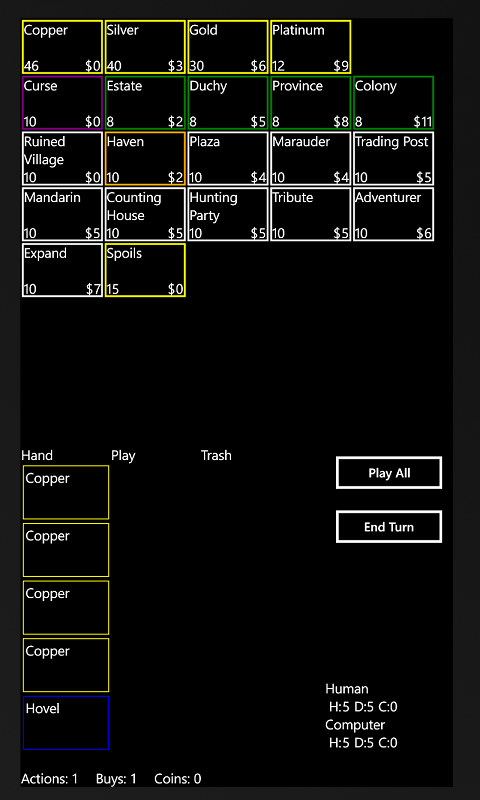 Copper Silver Gold Platinum
46 $0 40 $3 30 $6 12 $9
Curse Estate Duchy Province Colony
10 $0 8 $2 8 $5 8 $8 8 $11
Ruined Village Haven Plaza Marauder Trading Post
10 $0 10 $2 10 $4 10 $4 10 $5
Mandarin Counting House Hunting Party Tribute Adventurer
10 $5 10 $5 10 $5 10 $5 10 $6
Expand Spoils
10 $7 15 $0
Hand Play Trash
Copper
Play All
Copper
End Turn
Copper
Copper
Hovel
Human
H:5 D:5 C:0
Computer
H:5 D:5 C:0
Actions: 1 Buys: 1 Coins: 0